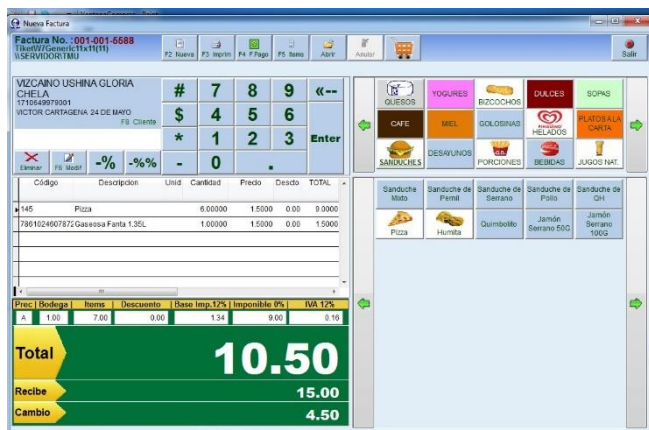 Nueva Factura
Factura No. :001-001-5588
TiketW7Generic11x11(11)
\\SERVIDOR\TMU
F2 Nueva
F3 Imprim
F4 F.Pago
F5 Items
Abrir
Anular
Salir
VIZCAINO USHINA GLORIA
CHELA
1710549979001
VICTOR CARTAGENA 24 DE MAYO
F8 Cliente
Eliminar
F6 Modif
-%
-%%
# 7 8 9 «--
$ 4 5 6
* 1 2 3 Enter
- 0 .
QUESOS
YOGURES
BIZCOCHOS
DULCES
SOPAS
CAFE
MIEL
GOLOSINAS
HELADOS
PLATOS A LA
CARTA
SANDUCHES
DESAYUNOS
PORCIONES
BEBIDAS
JUGOS NAT.
Código Descripcion Unid Cantidad Precio Descto TOTAL
145 Pizza 6.00000 1.5000 0.00 9.0000
7861024607872 Gaseosa Fanta 1.35L 1.00000 1.5000 0.00 1.5000
Sanduche
Mixto
Sanduche de
Pernil
Sanduche de
Serrano
Sanduche de
Pollo
Sanduche de
QH
Pizza
Humita
Quimbolito
Jamón
Serrano 50G
Jamón
Serrano
100G
Prec | Bodega | Items | Descuento | Base Imp.12% | Imponible 0% | IVA 12%
A 1.00 7.00 0.00 1.34 9.00 0.16
Total 10.50
Recibe 15.00
Cambio 4.50